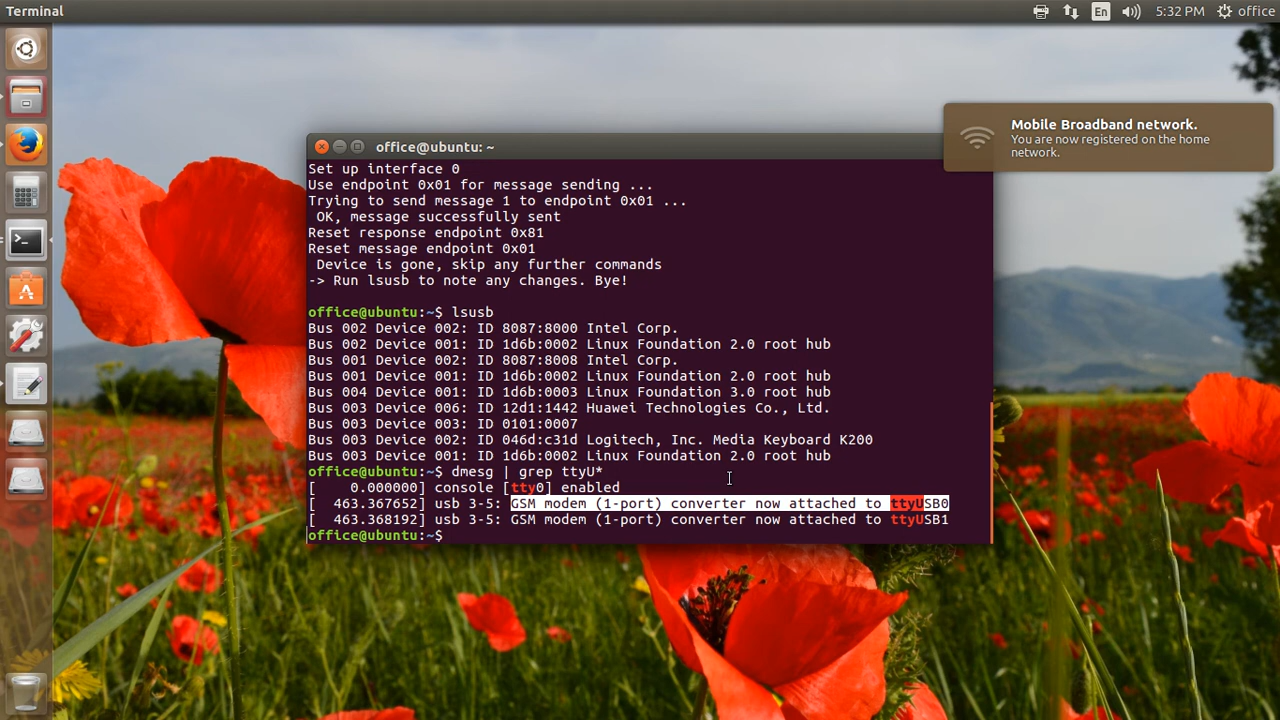 Terminal
En
5:32 PM
office
Mobile Broadband network.
You are now registered on the home
network.
office@ubuntu: ~
Set up interface 0
Use endpoint 0x01 for message sending ...
Trying to send message 1 to endpoint 0x01 ...
 OK, message successfully sent
Reset response endpoint 0x81
Reset message endpoint 0x01
 Device is gone, skip any further commands
-> Run lsusb to note any changes. Bye!
office@ubuntu:~$ lsusb
Bus 002 Device 002: ID 8087:8000 Intel Corp.
Bus 002 Device 001: ID 1d6b:0002 Linux Foundation 2.0 root hub
Bus 001 Device 002: ID 8087:8008 Intel Corp.
Bus 001 Device 001: ID 1d6b:0002 Linux Foundation 2.0 root hub
Bus 004 Device 001: ID 1d6b:0003 Linux Foundation 3.0 root hub
Bus 003 Device 006: ID 12d1:1442 Huawei Technologies Co., Ltd.
Bus 003 Device 003: ID 0101:0007
Bus 003 Device 002: ID 046d:c31d Logitech, Inc. Media Keyboard K200
Bus 003 Device 001: ID 1d6b:0002 Linux Foundation 2.0 root hub
office@ubuntu:~$ dmesg | grep ttyU*
[    0.000000] console [tty0] enabled
[  463.367652] usb 3-5: GSM modem (1-port) converter now attached to ttyUSB0
[  463.368192] usb 3-5: GSM modem (1-port) converter now attached to ttyUSB1
office@ubuntu:~$